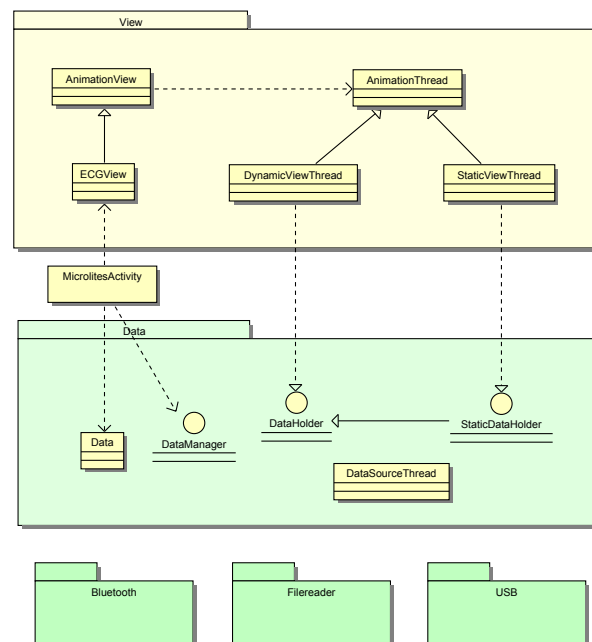 View
AnimationView
AnimationThread
ECGView
DynamicViewThread
StaticViewThread
MicrolitesActivity
Data
DataHolder
StaticDataHolder
Data
DataManager
DataSourceThread
Bluetooth
Filereader
USB